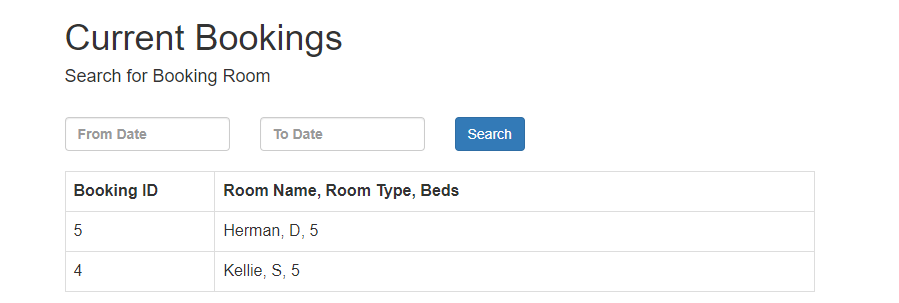 Current Bookings
Search for Booking Room
From Date To Date Search
Booking ID Room Name, Room Type, Beds
5 Herman, D, 5
4 Kellie, S, 5